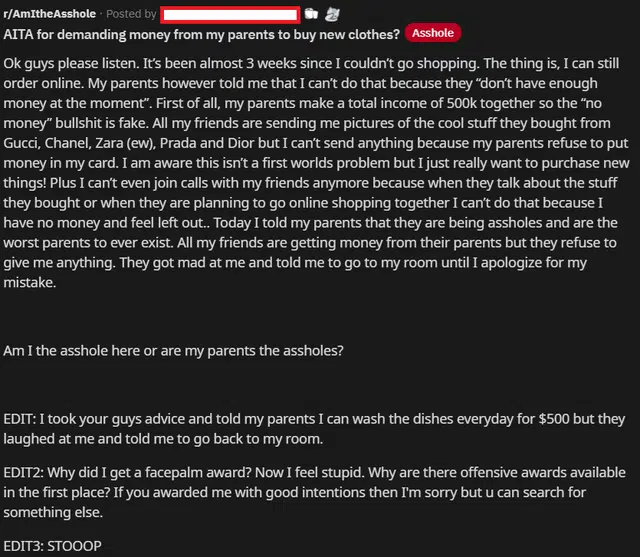 r/AmItheAsshole · Posted by
AITA for demanding money from my parents to buy new clothes? Asshole
Ok guys please listen. It's been almost 3 weeks since I couldn't go shopping. The thing is, I can still
order online. My parents however told me that I can't do that because they “don't have enough
money at the moment”. First of all, my parents make a total income of 500k together so the “no
money” bullshit is fake. All my friends are sending me pictures of the cool stuff they bought from
Gucci, Chanel, Zara (ew), Prada and Dior but I can't send anything because my parents refuse to put
money in my card. I am aware this isn't a first worlds problem but I just really want to purchase new
things! Plus I can't even join calls with my friends anymore because when they talk about the stuff
they bought or when they are planning to go online shopping together I can't do that because I
have no money and feel left out.. Today I told my parents that they are being assholes and are the
worst parents to ever exist. All my friends are getting money from their parents but they refuse to
give me anything. They got mad at me and told me to go to my room until I apologize for my
mistake.
Am I the asshole here or are my parents the assholes?
EDIT: I took your guys advice and told my parents I can wash the dishes everyday for $500 but they
laughed at me and told me to go back to my room.
EDIT2: Why did I get a facepalm award? Now I feel stupid. Why are there offensive awards available
in the first place? If you awarded me with good intentions then I'm sorry but u can search for
something else.
EDIT3: STOOOP